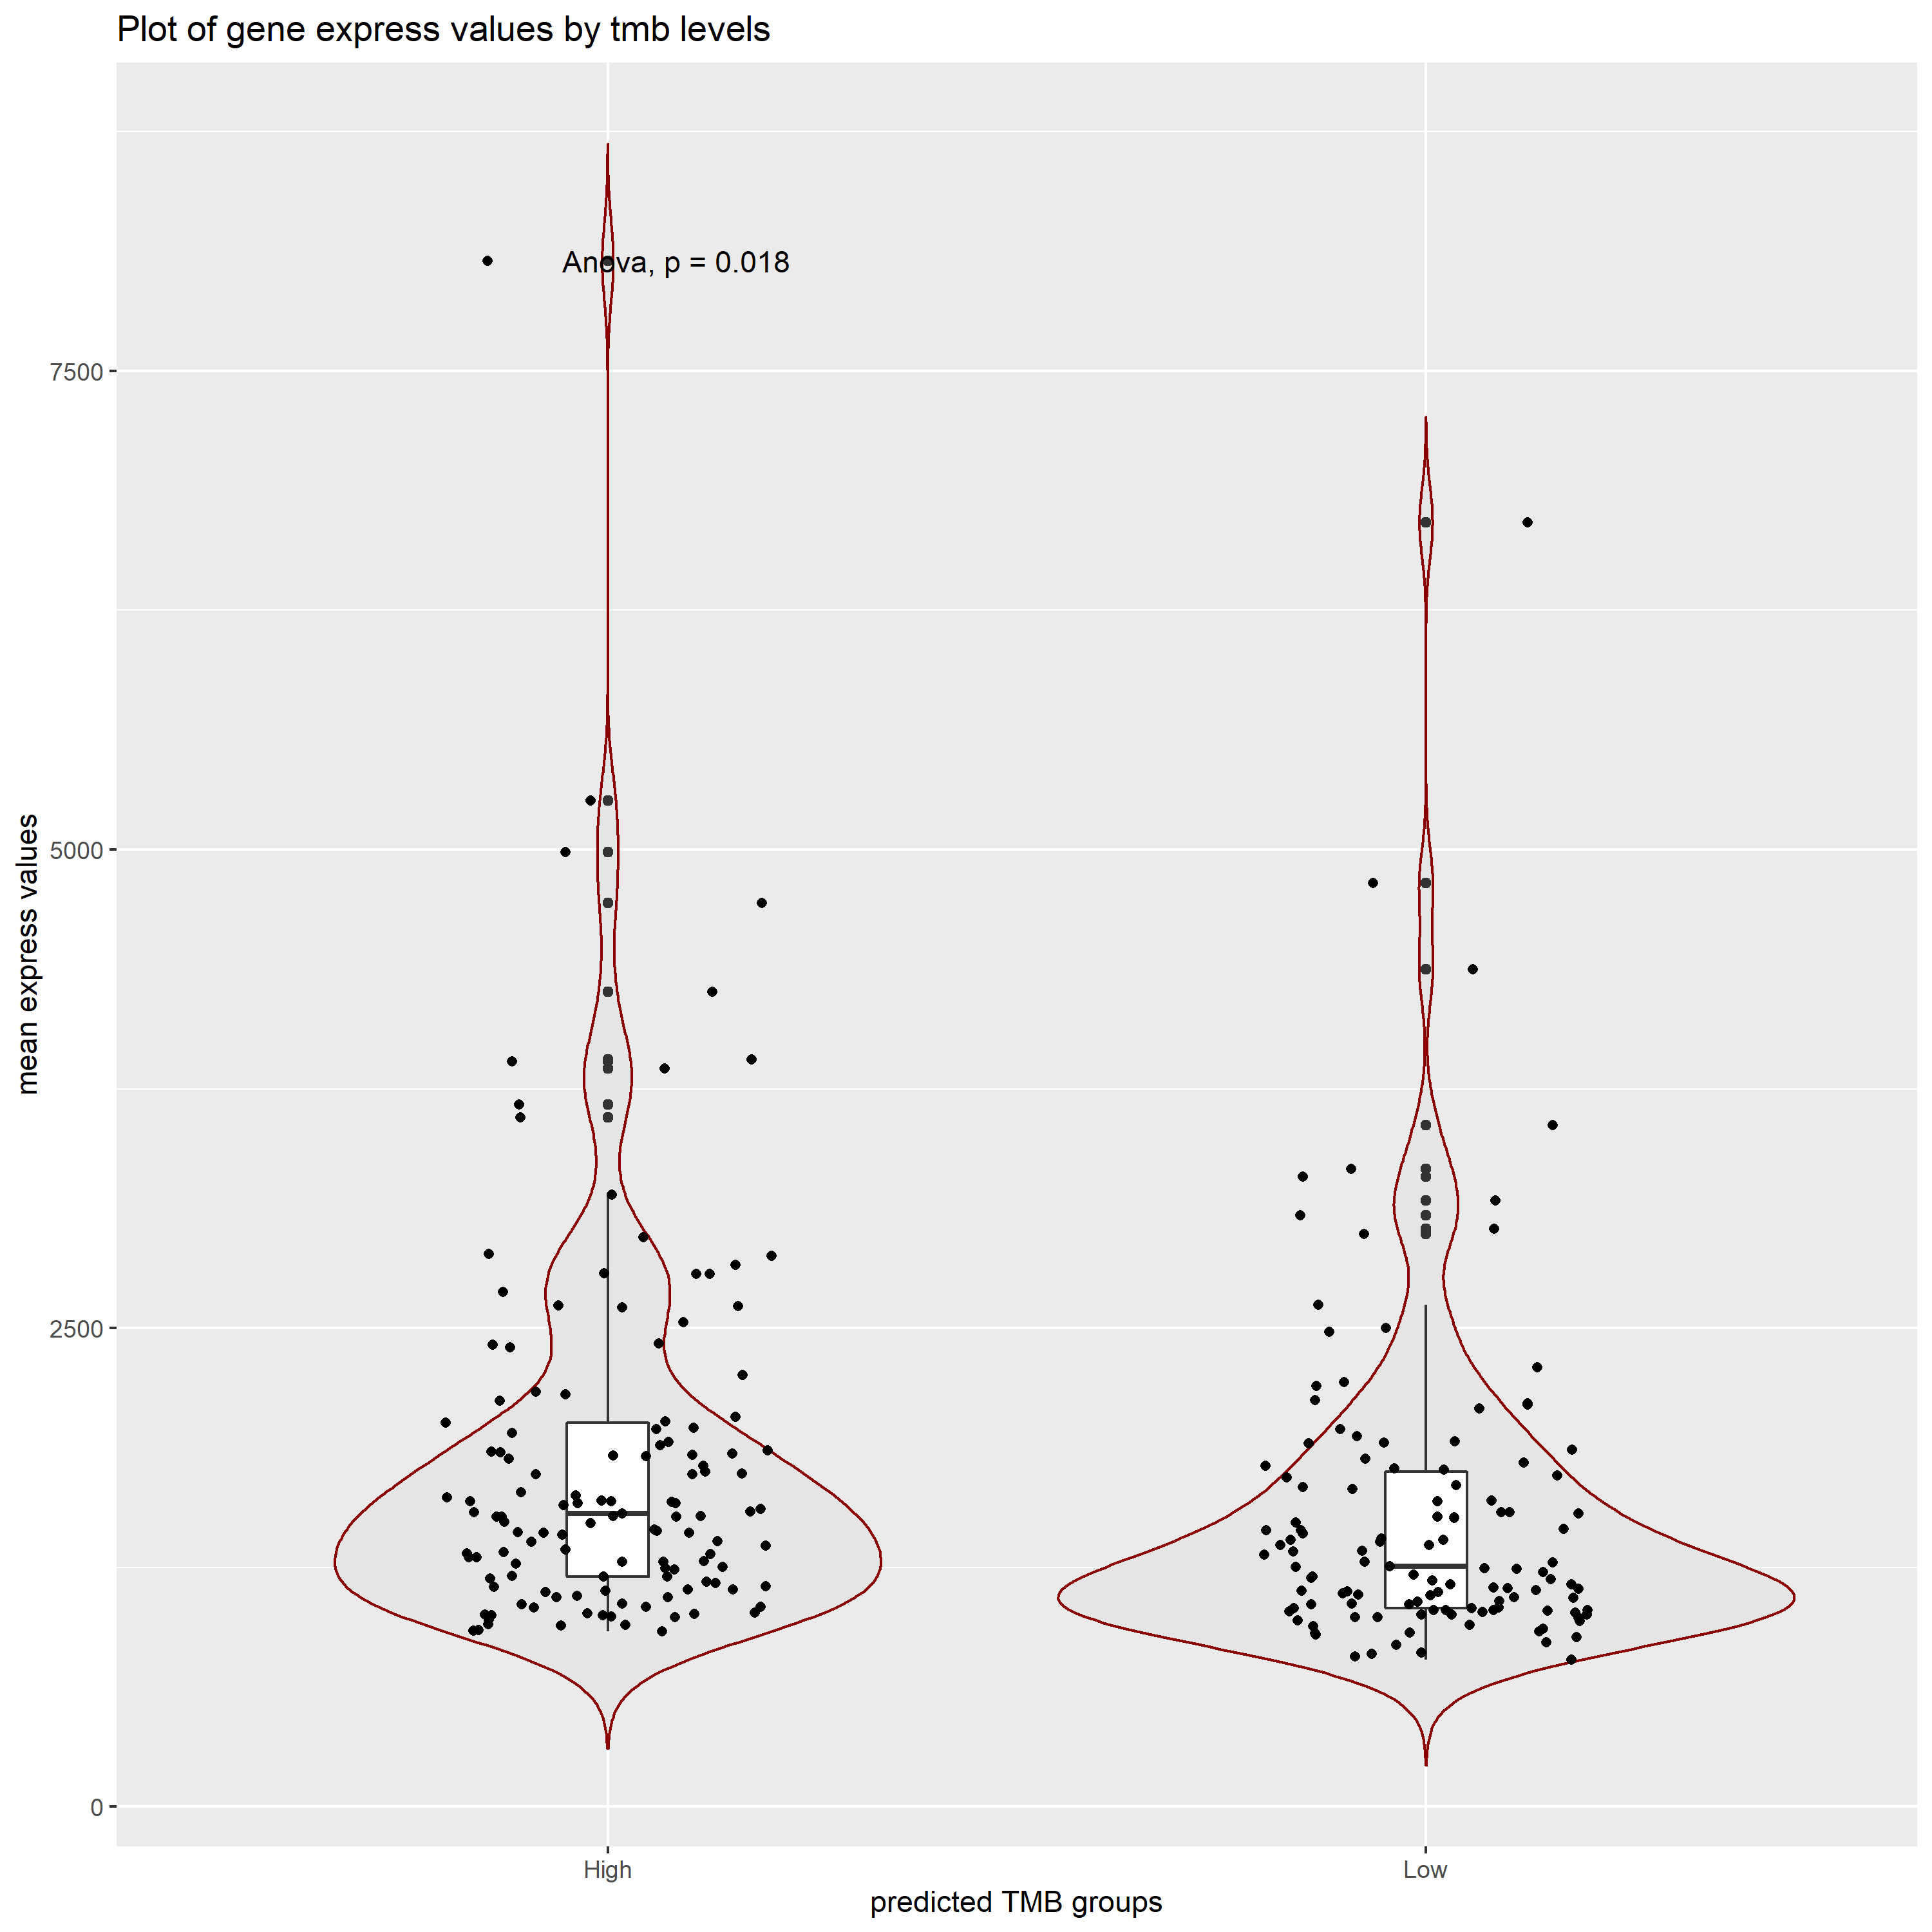 Plot of gene express values by tmb levels
Anova, p = 0.018
7500
5000
2500
0
mean express values
High
Low
predicted TMB groups